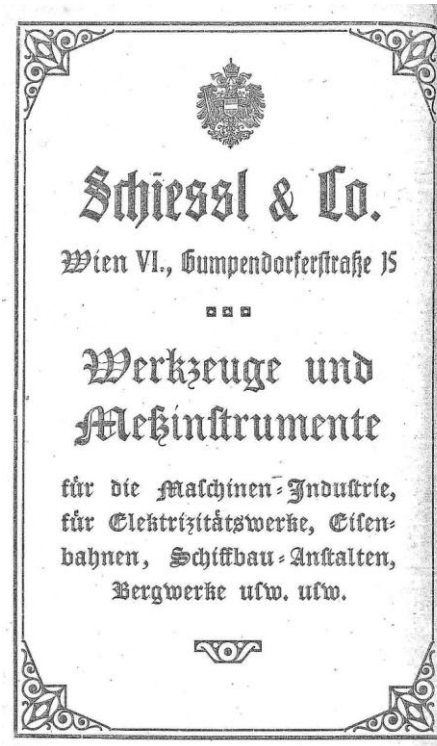 Schiessl & Co.
Wien VI., Gumpendorferstraße 15
Werkzeuge und
Meßinstrumente
für die Maschinen-Industrie,
für Elektrizitätswerke, Eisen-
bahnen, Schiffbau-Anstalten,
Bergwerke usw. usw.